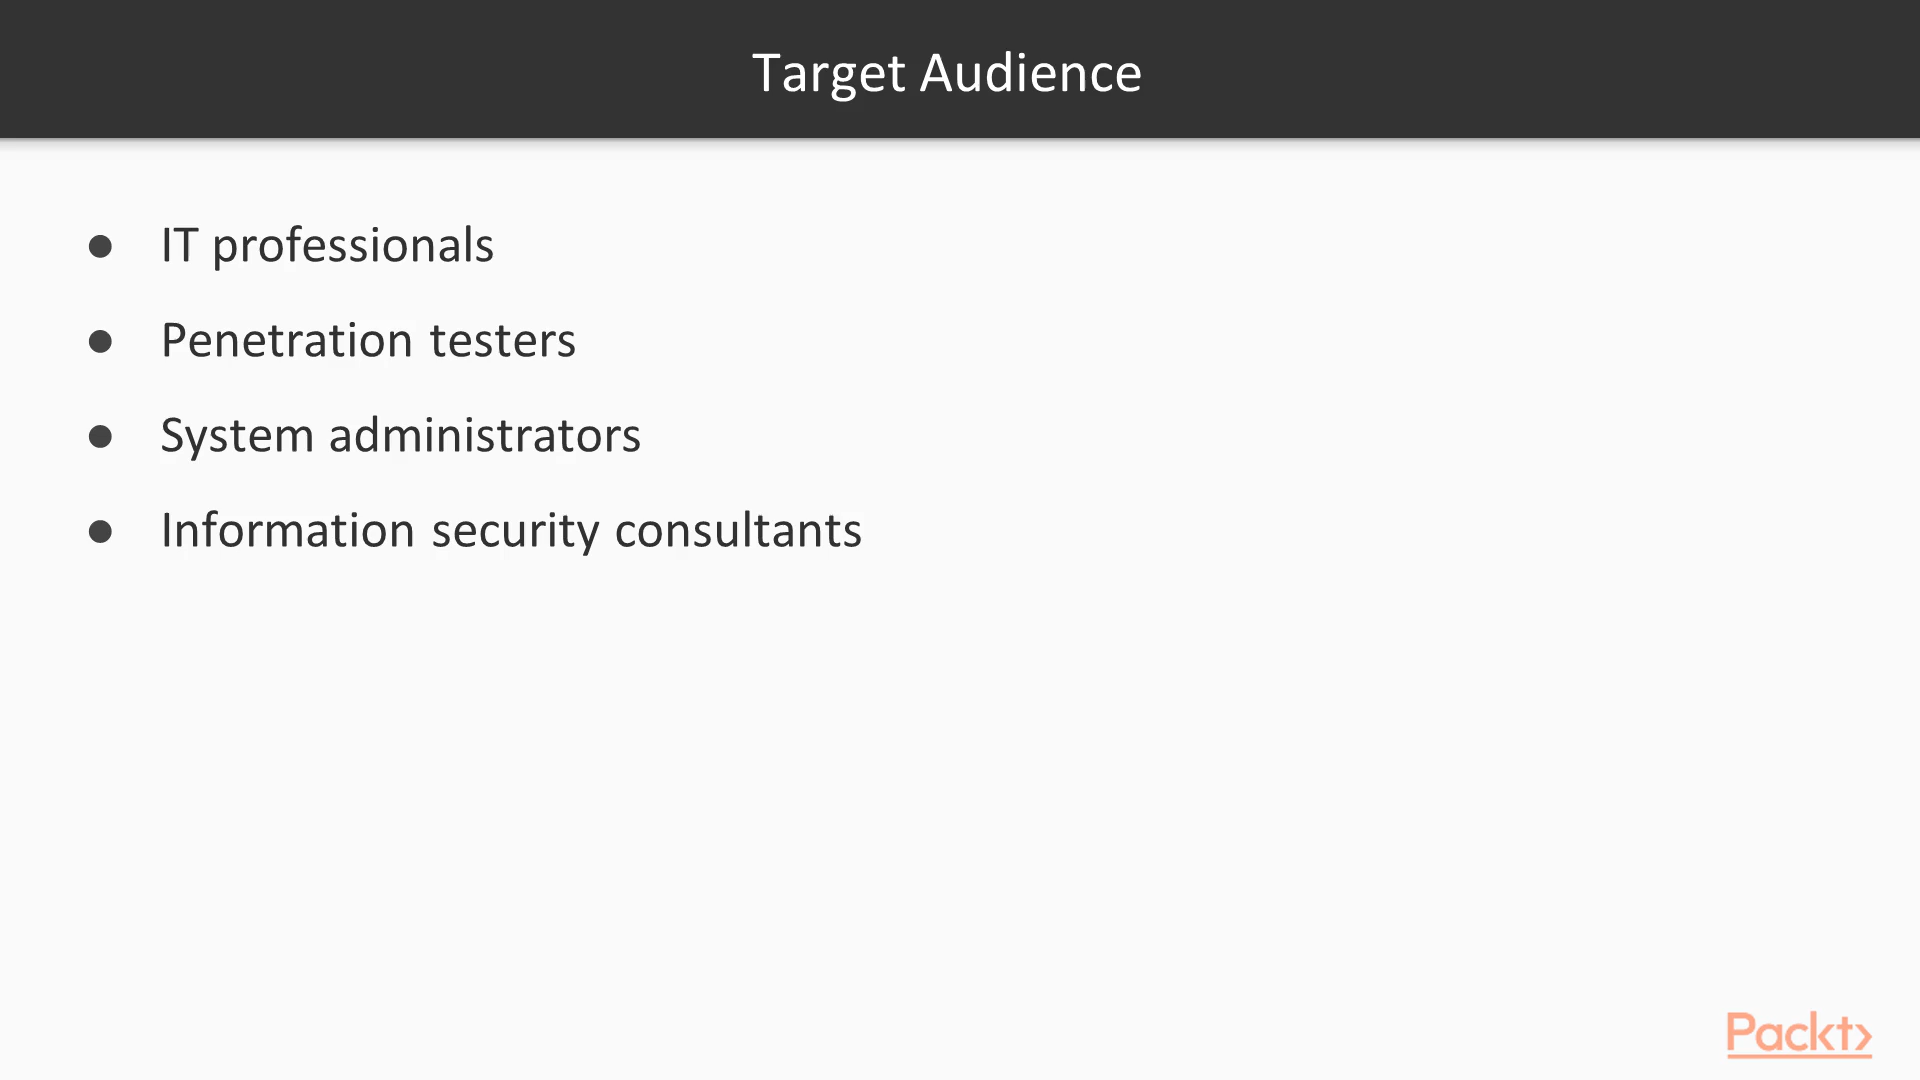 Target Audience
● IT professionals
● Penetration testers
● System administrators
● Information security consultants
Packt>